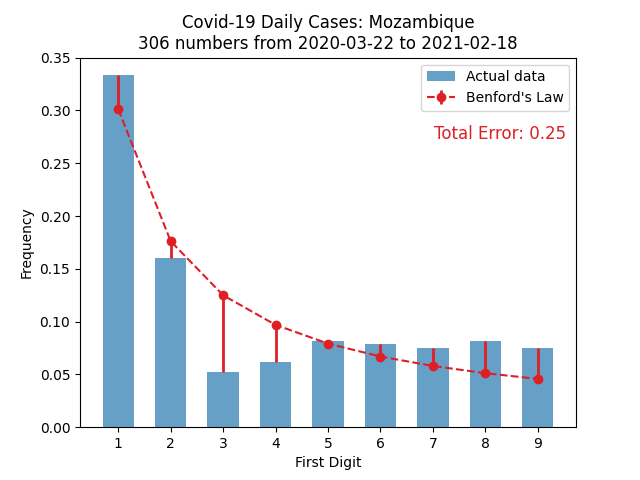 Covid-19 Daily Cases: Mozambique
306 numbers from 2020-03-22 to 2021-02-18
Actual data
Benford's Law
Total Error: 0.25
Frequency
0.35
0.30
0.25
0.20
0.15
0.10
0.05
0.00
1 2 3 4 5 6 7 8 9
First Digit